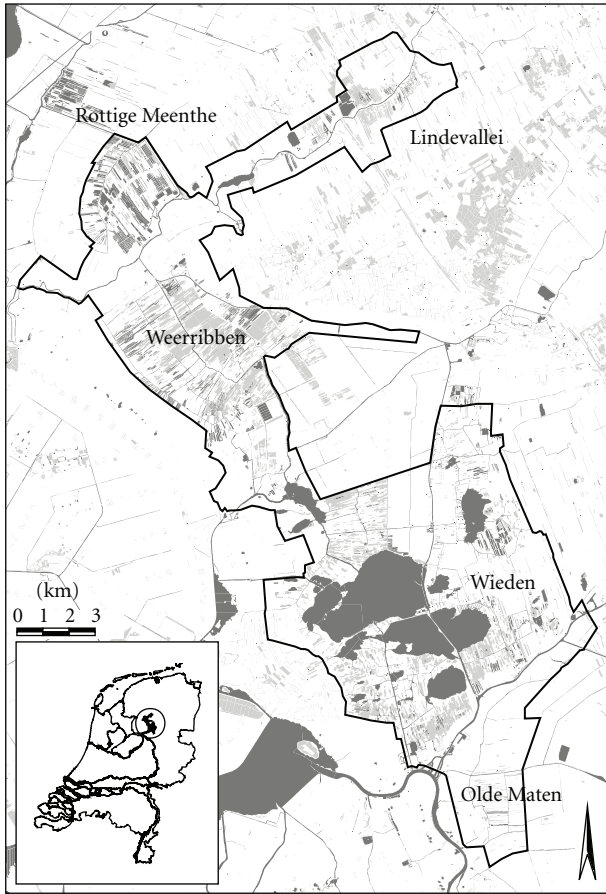 Rottige Meenthe
Lindevallei
Weerribben
Wieden
(km)
0 1 2 3
Olde Maten